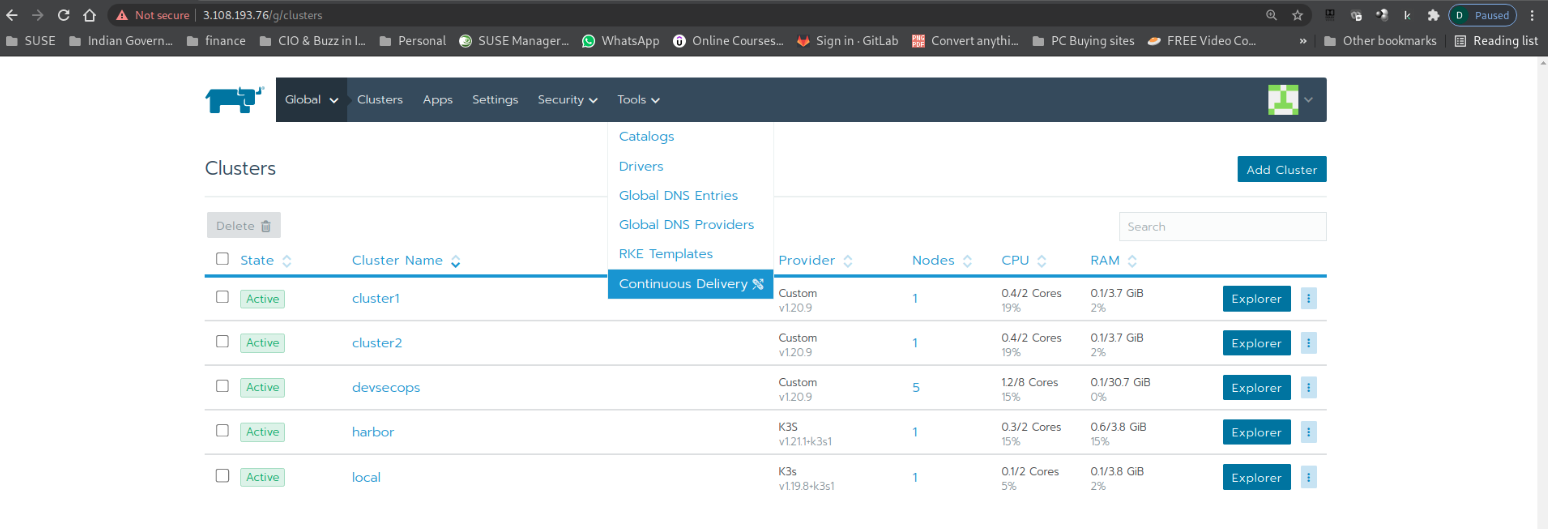 Not secure 3.108.193.76/g/clusters D Paused
SUSE Indian Govern... finance CIO & Buzz in I... Personal SUSE Manager... WhatsApp Online Courses... Sign in · GitLab Convert anythi... PC Buying sites FREE Video Co... » Other bookmarks Reading list
Global Clusters Apps Settings Security Tools
Catalogs
Drivers
Global DNS Entries
Global DNS Providers
RKE Templates
Continuous Delivery
Clusters Add Cluster
Delete Search
State Cluster Name Provider Nodes CPU RAM
Active cluster1 Custom 1 0.4/2 Cores 0.1/3.7 GiB Explorer
v1.20.9 19% 2%
Active cluster2 Custom 1 0.4/2 Cores 0.1/3.7 GiB Explorer
v1.20.9 19% 2%
Active devsecops Custom 5 1.2/8 Cores 0.1/30.7 GiB Explorer
v1.20.9 15% 0%
Active harbor K3S 1 0.3/2 Cores 0.6/3.8 GiB Explorer
v1.21.1+k3s1 15% 15%
Active local K3s 1 0.1/2 Cores 0.1/3.8 GiB Explorer
v1.19.8+k3s1 5% 2%